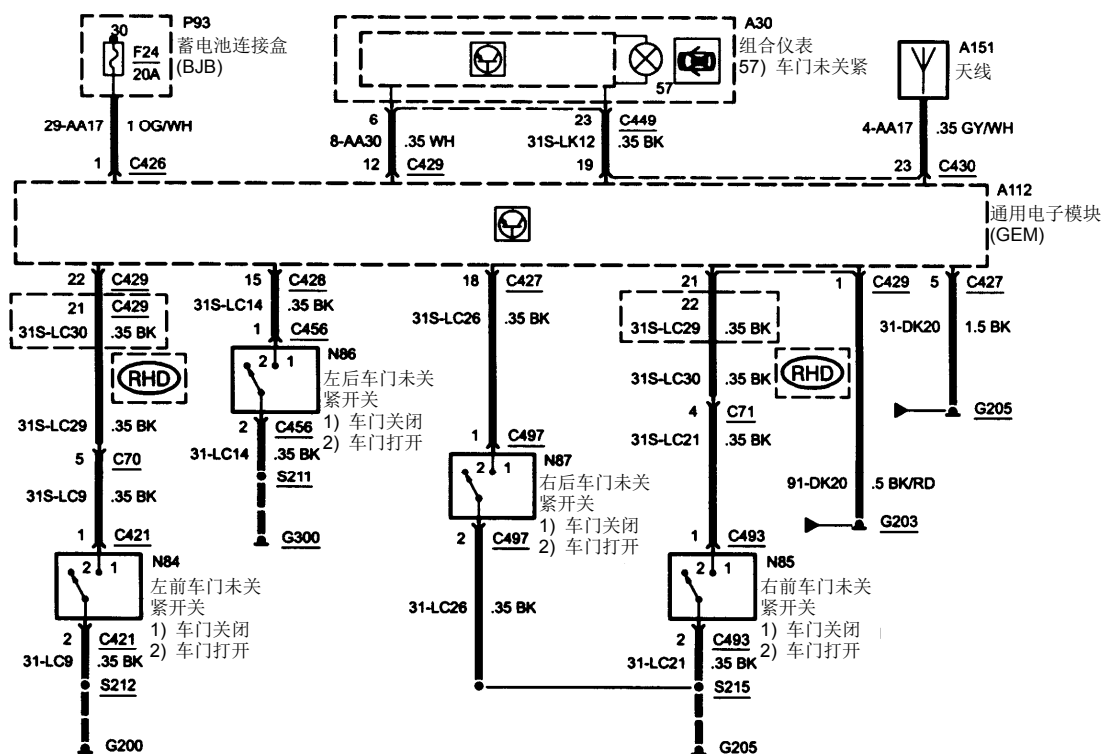 P93
蓄电池连接盒
(BJB)
30
F24
20A
29-AA17 1 OG/WH
1 C426
A30
组合仪表
57) 车门未关紧
57
6
8-AA30 .35 WH
12 C429
23 C449
31S-LK12 .35 BK
19
A151
天线
4-AA17 .35 GY/WH
23 C430
A112
通用电子模块
(GEM)
22 C429
21 C429
31S-LC30 .35 BK
RHD
31S-LC29 .35 BK
5 C70
31S-LC9 .35 BK
1 C421
2 1
N84
左前车门未关
紧开关
1) 车门关闭
2) 车门打开
2 C421
31-LC9 .35 BK
S212
G200
15 C428
31S-LC14 .35 BK
1 C456
2 1
N86
左后车门未关
紧开关
1) 车门关闭
2) 车门打开
2 C456
31-LC14 .35 BK
S211
G300
18 C427
31S-LC26 .35 BK
1 C497
2 1
N87
右后车门未关
紧开关
1) 车门关闭
2) 车门打开
2 C497
31-LC26 .35 BK
21
22
31S-LC29 .35 BK
31S-LC30 .35 BK
RHD
4 C71
31S-LC21 .35 BK
1 C493
2 1
N85
右前车门未关
紧开关
1) 车门关闭
2) 车门打开
2 C493
31-LC21 .35 BK
S215
G205
1 C429
91-DK20 .5 BK/RD
G203
5 C427
31-DK20 1.5 BK
G205